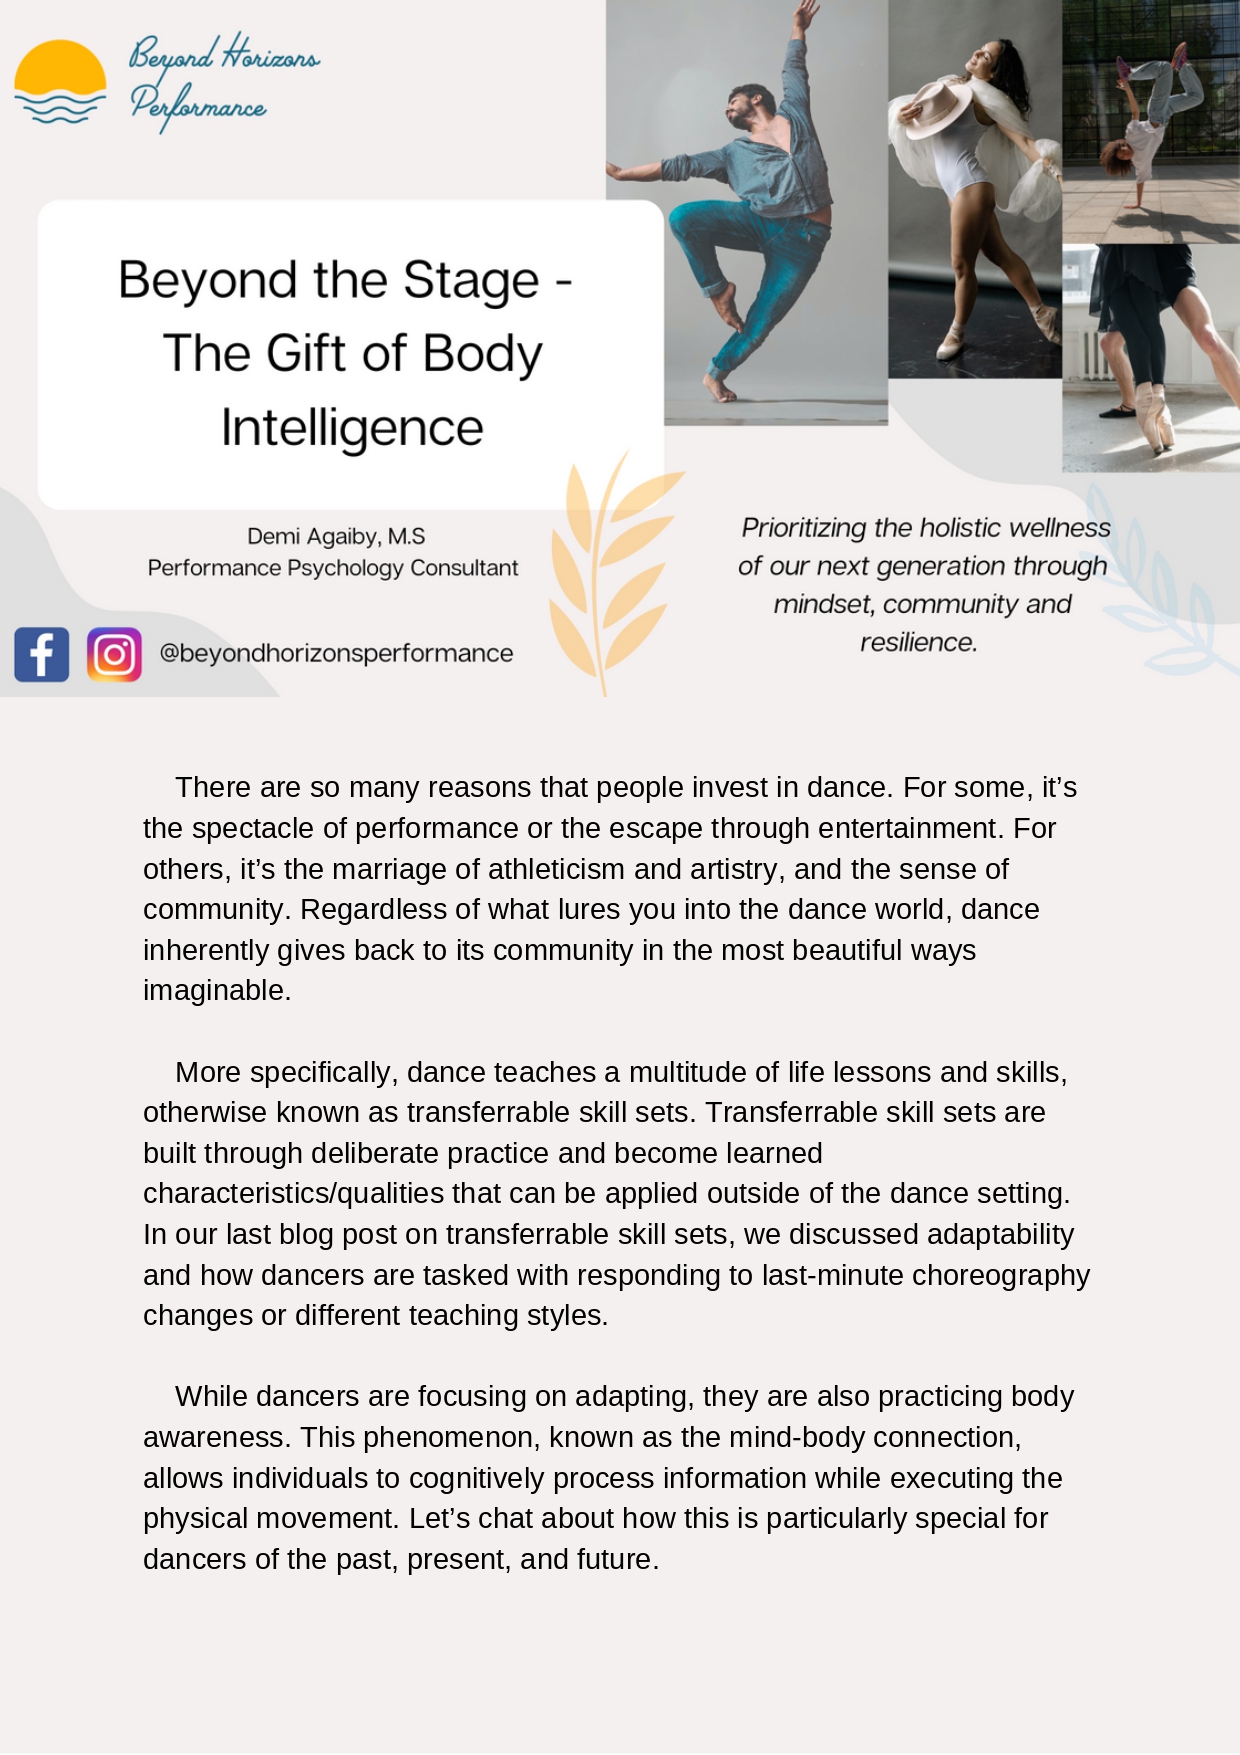 Beyond Horizons
Performance
Beyond the Stage -
The Gift of Body
Intelligence
Demi Agaiby, M.S
Performance Psychology Consultant
@beyondhorizonsperformance
Prioritizing the holistic wellness
of our next generation through
mindset, community and
resilience.
There are so many reasons that people invest in dance. For some, it’s
the spectacle of performance or the escape through entertainment. For
others, it’s the marriage of athleticism and artistry, and the sense of
community. Regardless of what lures you into the dance world, dance
inherently gives back to its community in the most beautiful ways
imaginable.
More specifically, dance teaches a multitude of life lessons and skills,
otherwise known as transferrable skill sets. Transferrable skill sets are
built through deliberate practice and become learned
characteristics/qualities that can be applied outside of the dance setting.
In our last blog post on transferrable skill sets, we discussed adaptability
and how dancers are tasked with responding to last-minute choreography
changes or different teaching styles.
While dancers are focusing on adapting, they are also practicing body
awareness. This phenomenon, known as the mind-body connection,
allows individuals to cognitively process information while executing the
physical movement. Let’s chat about how this is particularly special for
dancers of the past, present, and future.